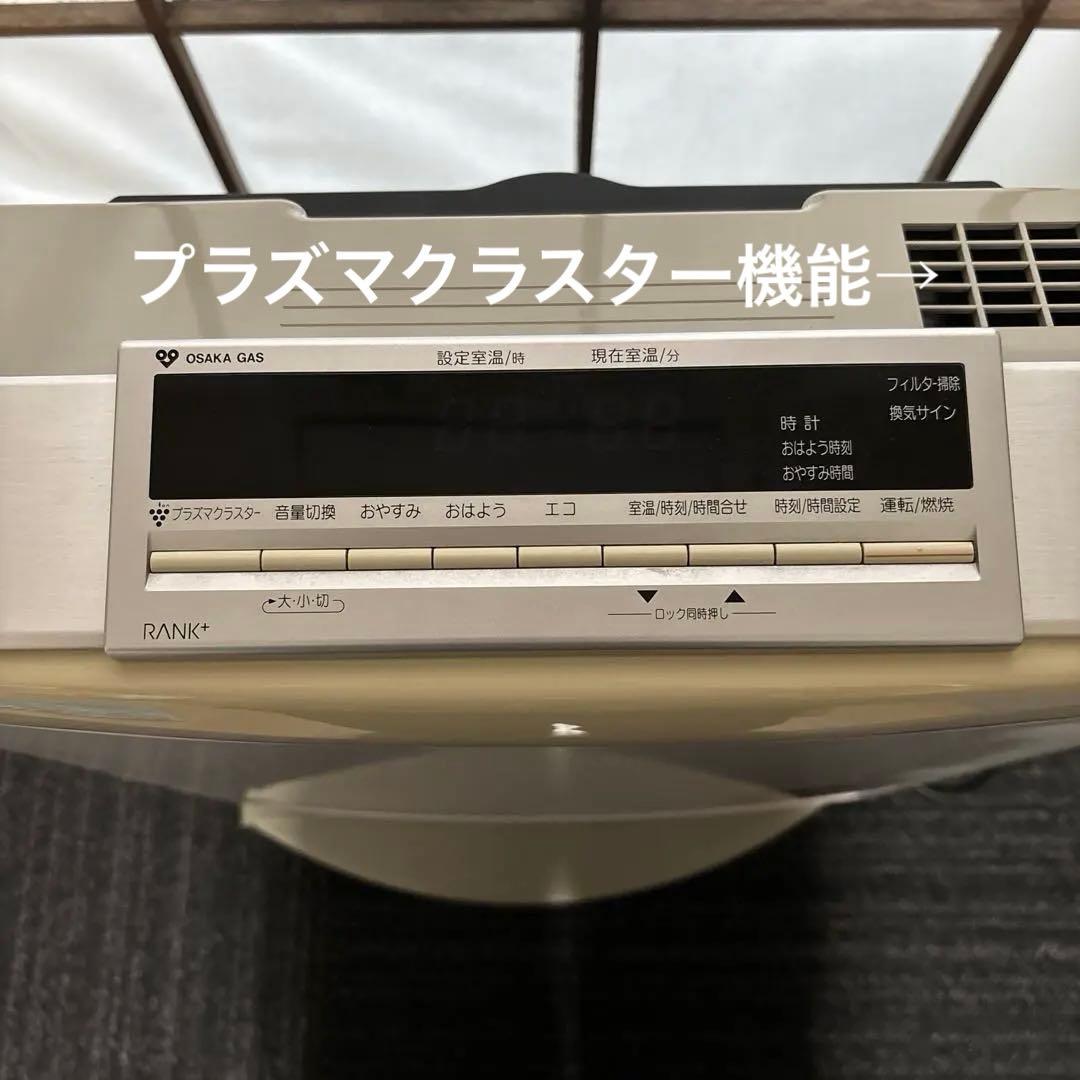 プラズマクラスター機能→
OSAKA GAS 設定室温/時 現在室温/分
フィルター掃除
換気サイン
時計
おはよう時刻
おやすみ時間
プラズマクラスター 音量切換 おやすみ おはよう エコ 室温/時刻/時間合せ 時刻/時間設定 運転/燃焼
大・小・切 ▼ ▲
ロック同時押し
RANK+